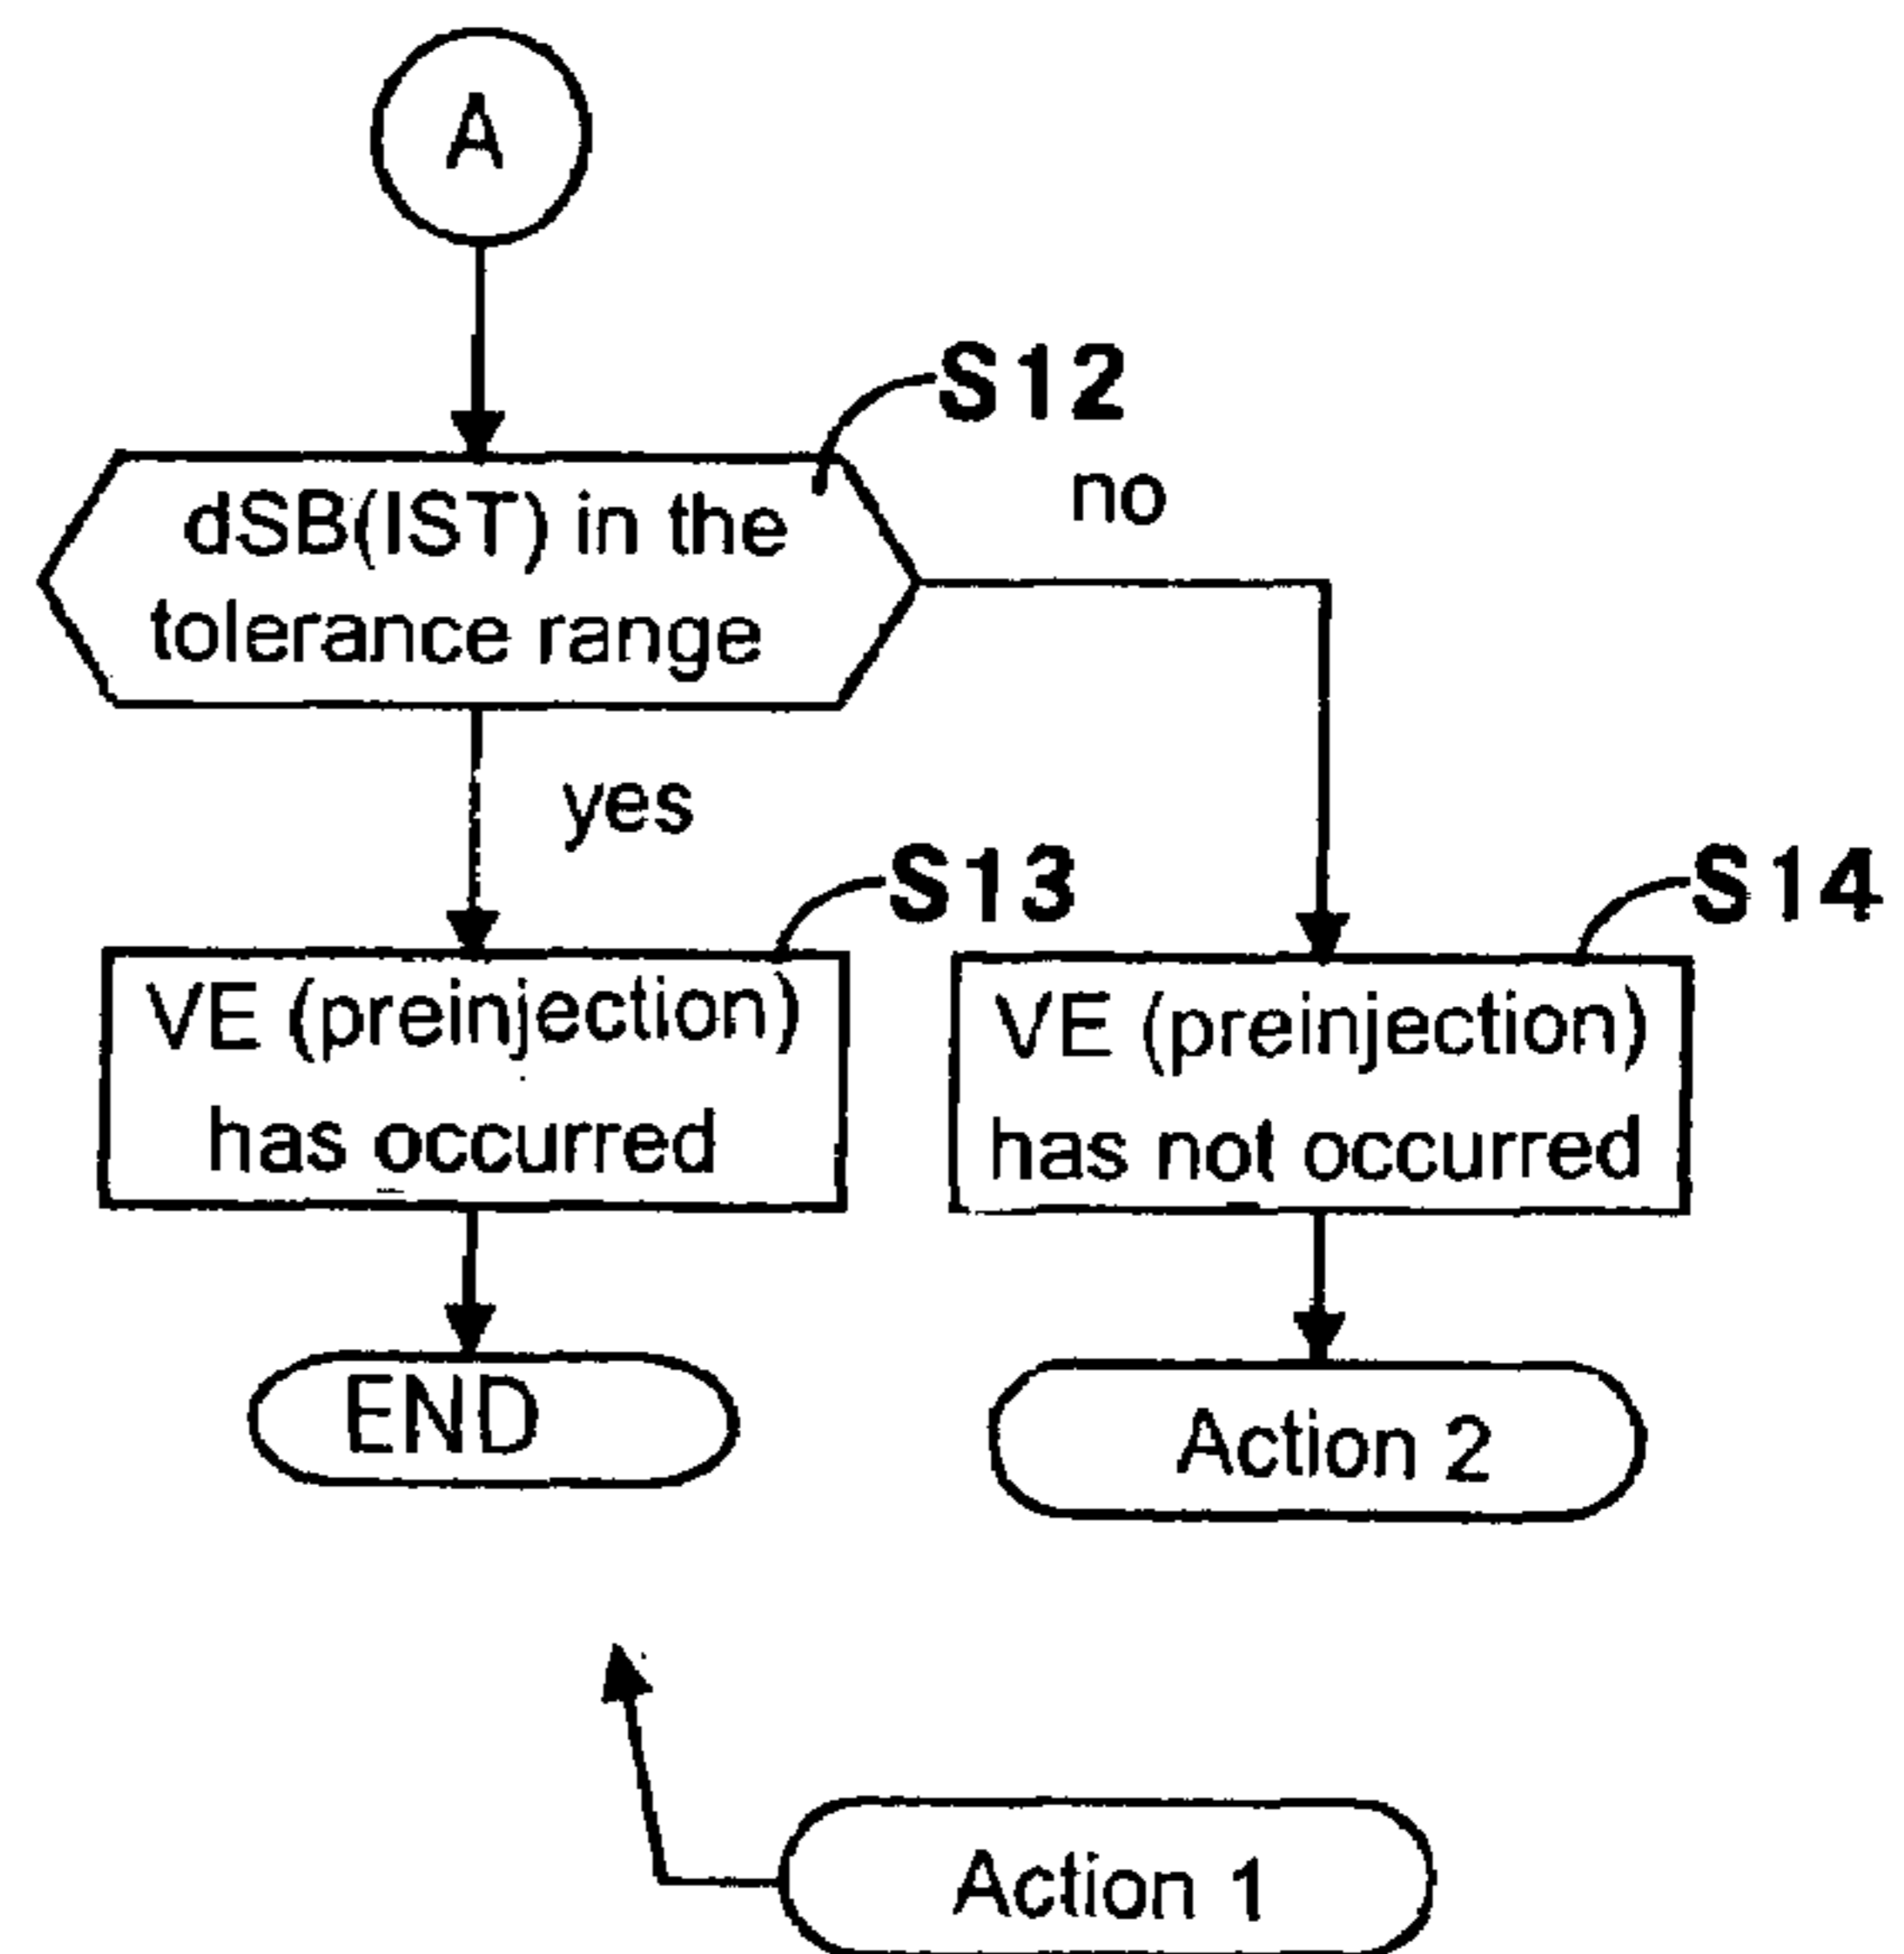 A
S12
dSB(IST) in the
tolerance range
no
yes
S13
S14
VE (preinjection)
has occurred
VE (preinjection)
has not occurred
END
Action 2
Action 1